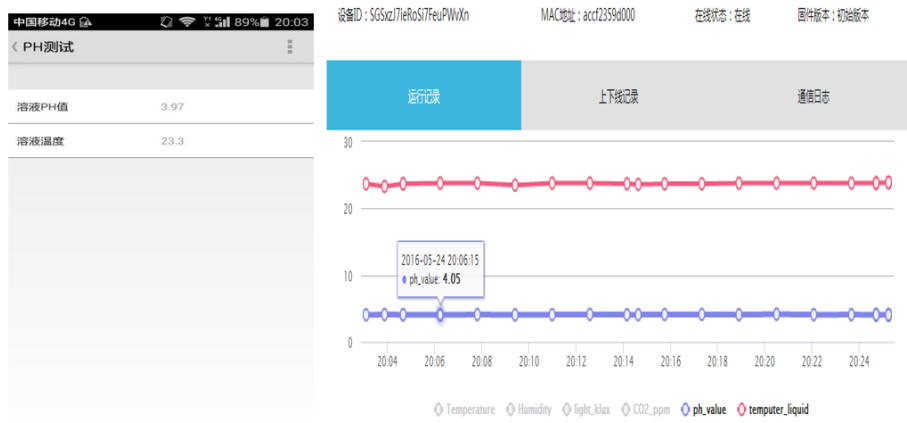 中国移动4G 89% 20:03
PH测试
溶液PH值 3.97
溶液温度 23.3
设备ID：SGSxzJ7ieRoSi7FeuPWvXn MAC地址：accf2359d000 在线状态：在线 固件版本：初始版本
运行记录 上下线记录 通信日志
30
20
10
0
2016-05-24 20:06:15
ph_value: 4.05
20:04 20:06 20:08 20:10 20:12 20:14 20:16 20:18 20:20 20:22 20:24
Temperature Humidity light_klux CO2_ppm ph_value temputer_liquid